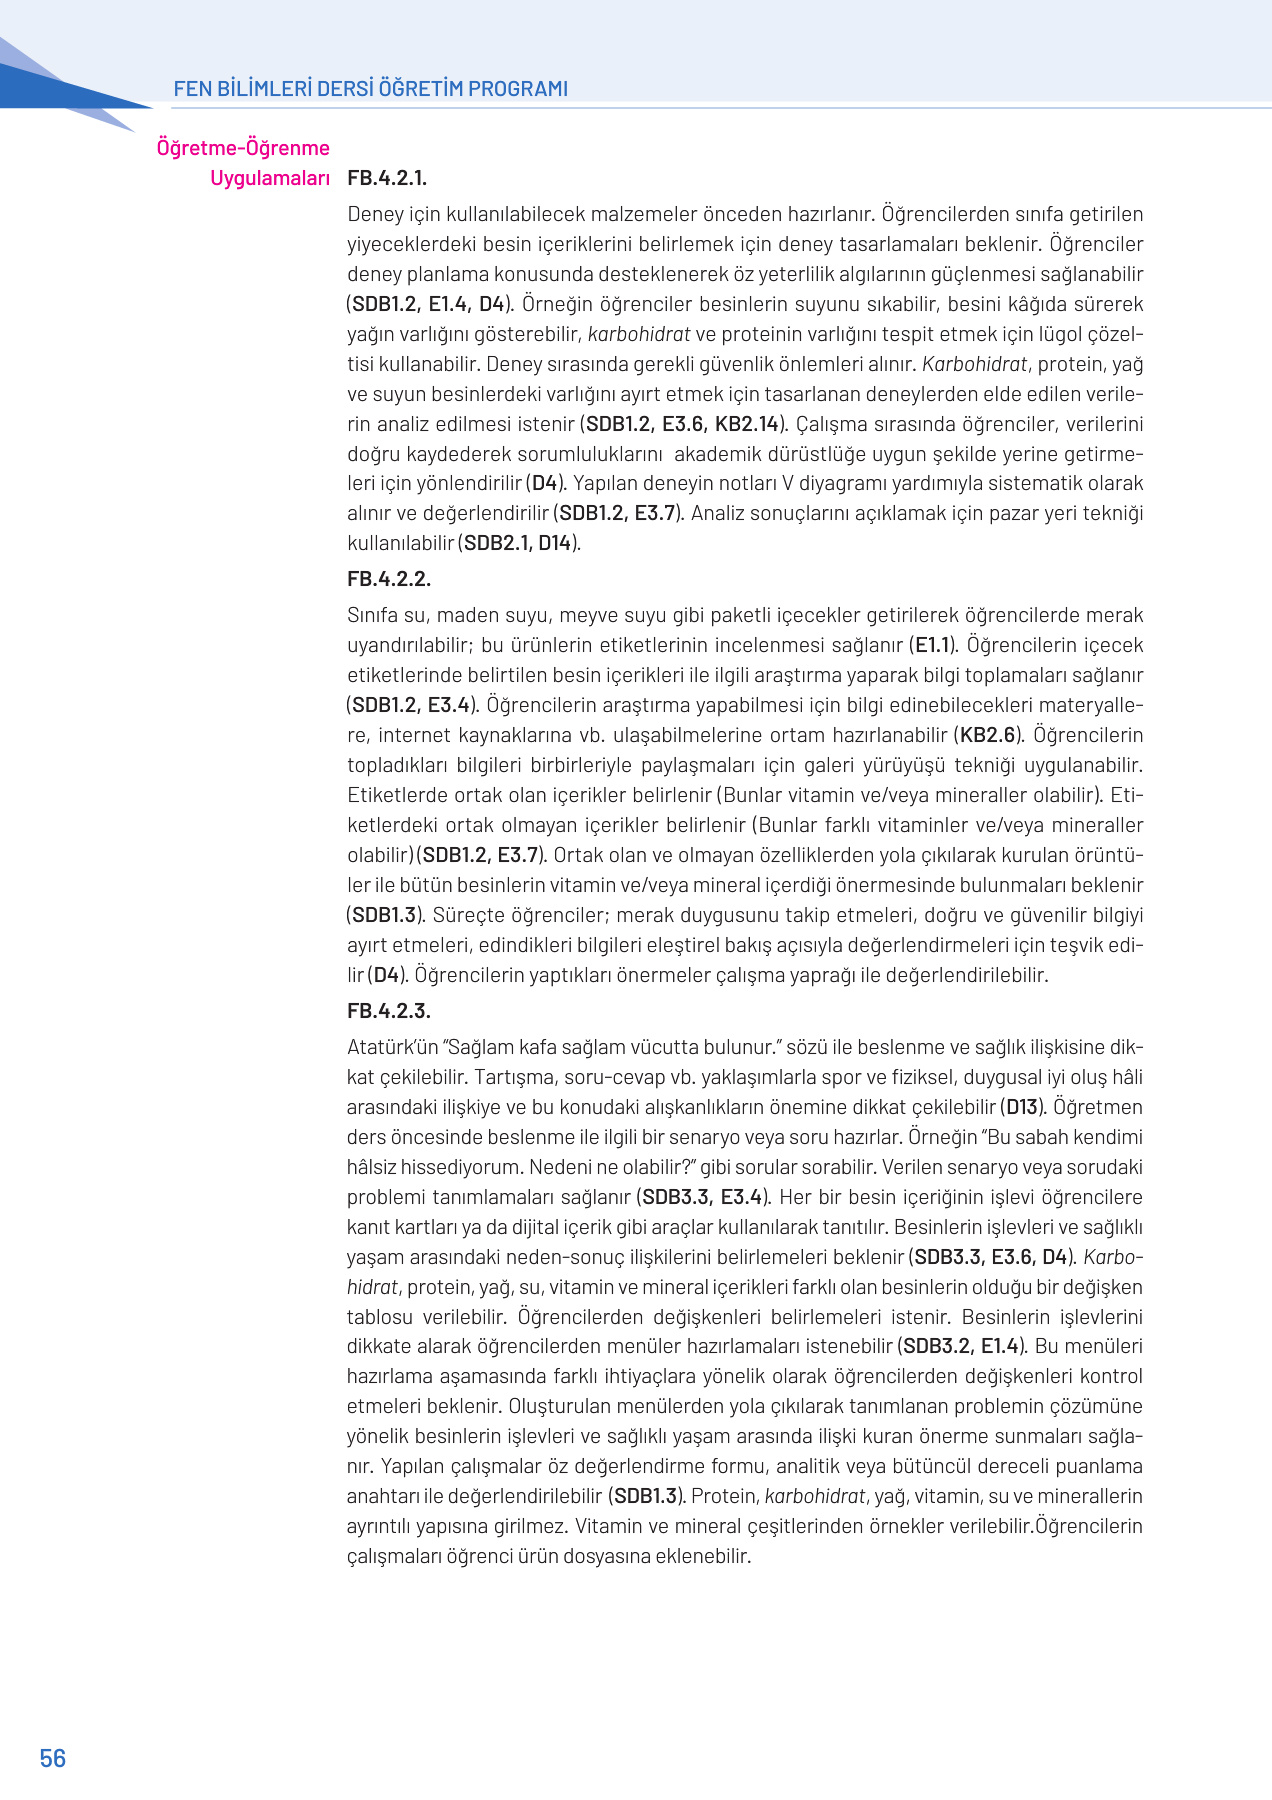 FEN BİLİMLERİ DERSİ ÖĞRETİM PROGRAMI
Öğretme-Öğrenme
Uygulamaları
FB.4.2.1.
Deney için kullanılabilecek malzemeler önceden hazırlanır. Öğrencilerden sınıfa getirilen
yiyeceklerdeki besin içeriklerini belirlemek için deney tasarlamaları beklenir. Öğrenciler
deney planlama konusunda desteklenerek öz yeterlilik algılarının güçlenmesi sağlanabilir
(SDB1.2, E1.4, D4). Örneğin öğrenciler besinlerin suyunu sıkabilir, besini kâğıda sürerek
yağın varlığını gösterebilir, karbohidrat ve proteinin varlığını tespit etmek için lügol çözel-
tisi kullanabilir. Deney sırasında gerekli güvenlik önlemleri alınır. Karbohidrat, protein, yağ
ve suyun besinlerdeki varlığını ayırt etmek için tasarlanan deneylerden elde edilen verile-
rin analiz edilmesi istenir (SDB1.2, E3.6, KB2.14). Çalışma sırasında öğrenciler, verilerini
doğru kaydederek sorumluluklarını akademik dürüstlüğe uygun şekilde yerine getirme-
leri için yönlendirilir (D4). Yapılan deneyin notları V diyagramı yardımıyla sistematik olarak
alınır ve değerlendirilir (SDB1.2, E3.7). Analiz sonuçlarını açıklamak için pazar yeri tekniği
kullanılabilir (SDB2.1, D14).
FB.4.2.2.
Sınıfa su, maden suyu, meyve suyu gibi paketli içecekler getirilerek öğrencilerde merak
uyandırılabilir; bu ürünlerin etiketlerinin incelenmesi sağlanır (E1.1). Öğrencilerin içecek
etiketlerinde belirtilen besin içerikleri ile ilgili araştırma yaparak bilgi toplamaları sağlanır
(SDB1.2, E3.4). Öğrencilerin araştırma yapabilmesi için bilgi edinebilecekleri materyalle-
re, internet kaynaklarına vb. ulaşabilmelerine ortam hazırlanabilir (KB2.6). Öğrencilerin
topladıkları bilgileri birbirleriyle paylaşmaları için galeri yürüyüşü tekniği uygulanabilir.
Etiketlerde ortak olan içerikler belirlenir (Bunlar vitamin ve/veya mineraller olabilir). Eti-
ketlerdeki ortak olmayan içerikler belirlenir (Bunlar farklı vitaminler ve/veya mineraller
olabilir) (SDB1.2, E3.7). Ortak olan ve olmayan özelliklerden yola çıkılarak kurulan örüntü-
ler ile bütün besinlerin vitamin ve/veya mineral içerdiği önermesinde bulunmaları beklenir
(SDB1.3). Süreçte öğrenciler; merak duygusunu takip etmeleri, doğru ve güvenilir bilgiyi
ayırt etmeleri, edindikleri bilgileri eleştirel bakış açısıyla değerlendirmeleri için teşvik edi-
lir (D4). Öğrencilerin yaptıkları önermeler çalışma yaprağı ile değerlendirilebilir.
FB.4.2.3.
Atatürk’ün “Sağlam kafa sağlam vücutta bulunur.” sözü ile beslenme ve sağlık ilişkisine dik-
kat çekilebilir. Tartışma, soru-cevap vb. yaklaşımlarla spor ve fiziksel, duygusal iyi oluş hâli
arasındaki ilişkiye ve bu konudaki alışkanlıkların önemine dikkat çekilebilir (D13). Öğretmen
ders öncesinde beslenme ile ilgili bir senaryo veya soru hazırlar. Örneğin “Bu sabah kendimi
hâlsiz hissediyorum. Nedeni ne olabilir?” gibi sorular sorabilir. Verilen senaryo veya sorudaki
problemi tanımlamaları sağlanır (SDB3.3, E3.4). Her bir besin içeriğinin işlevi öğrencilere
kanıt kartları ya da dijital içerik gibi araçlar kullanılarak tanıtılır. Besinlerin işlevleri ve sağlıklı
yaşam arasındaki neden-sonuç ilişkilerini belirlemeleri beklenir (SDB3.3, E3.6, D4). Karbo-
hidrat, protein, yağ, su, vitamin ve mineral içerikleri farklı olan besinlerin olduğu bir değişken
tablosu verilebilir. Öğrencilerden değişkenleri belirlemeleri istenir. Besinlerin işlevlerini
dikkate alarak öğrencilerden menüler hazırlamaları istenebilir (SDB3.2, E1.4). Bu menüleri
hazırlama aşamasında farklı ihtiyaçlara yönelik olarak öğrencilerden değişkenleri kontrol
etmeleri beklenir. Oluşturulan menülerden yola çıkılarak tanımlanan problemin çözümüne
yönelik besinlerin işlevleri ve sağlıklı yaşam arasında ilişki kuran önerme sunmaları sağla-
nır. Yapılan çalışmalar öz değerlendirme formu, analitik veya bütüncül dereceli puanlama
anahtarı ile değerlendirilebilir (SDB1.3). Protein, karbohidrat, yağ, vitamin, su ve minerallerin
ayrıntılı yapısına girilmez. Vitamin ve mineral çeşitlerinden örnekler verilebilir.Öğrencilerin
çalışmaları öğrenci ürün dosyasına eklenebilir.
56